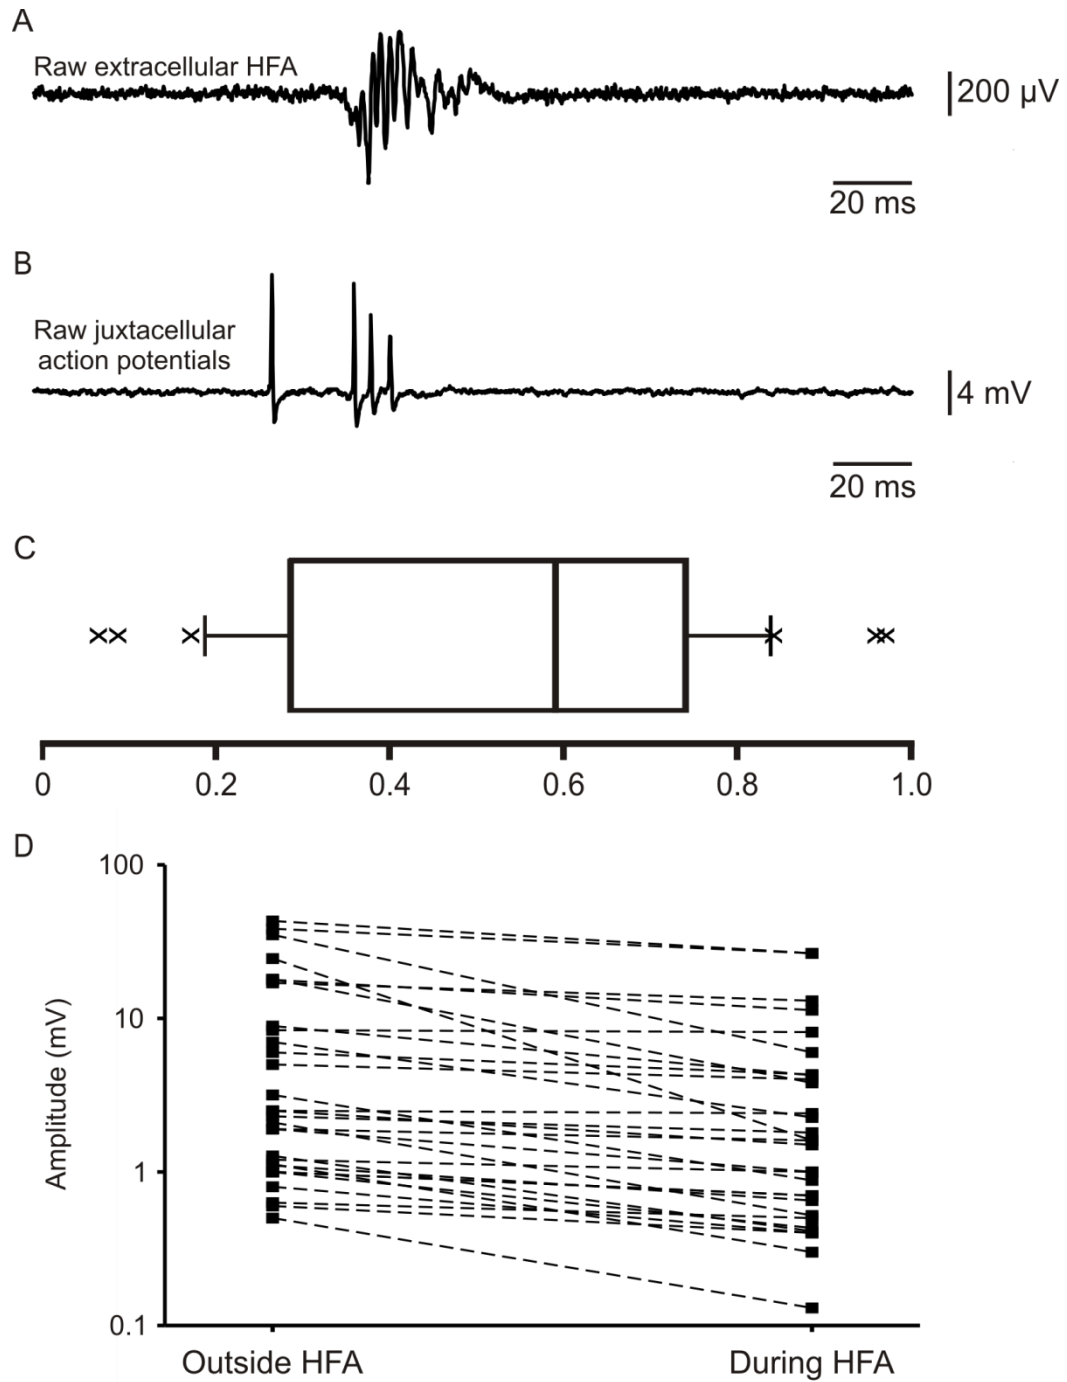 A
Raw extracellular HFA
200 µV
20 ms
B
Raw juxtacellular
action potentials
4 mV
20 ms
C
0 0.2 0.4 0.6 0.8 1.0
D
100
10
1
0.1
Amplitude (mV)
Outside HFA During HFA